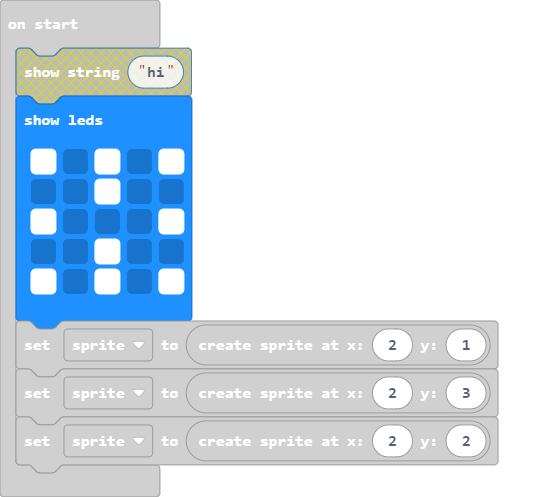 on start
show string "hi"
show leds
set sprite to create sprite at x: 2 y: 1
set sprite to create sprite at x: 2 y: 3
set sprite to create sprite at x: 2 y: 2